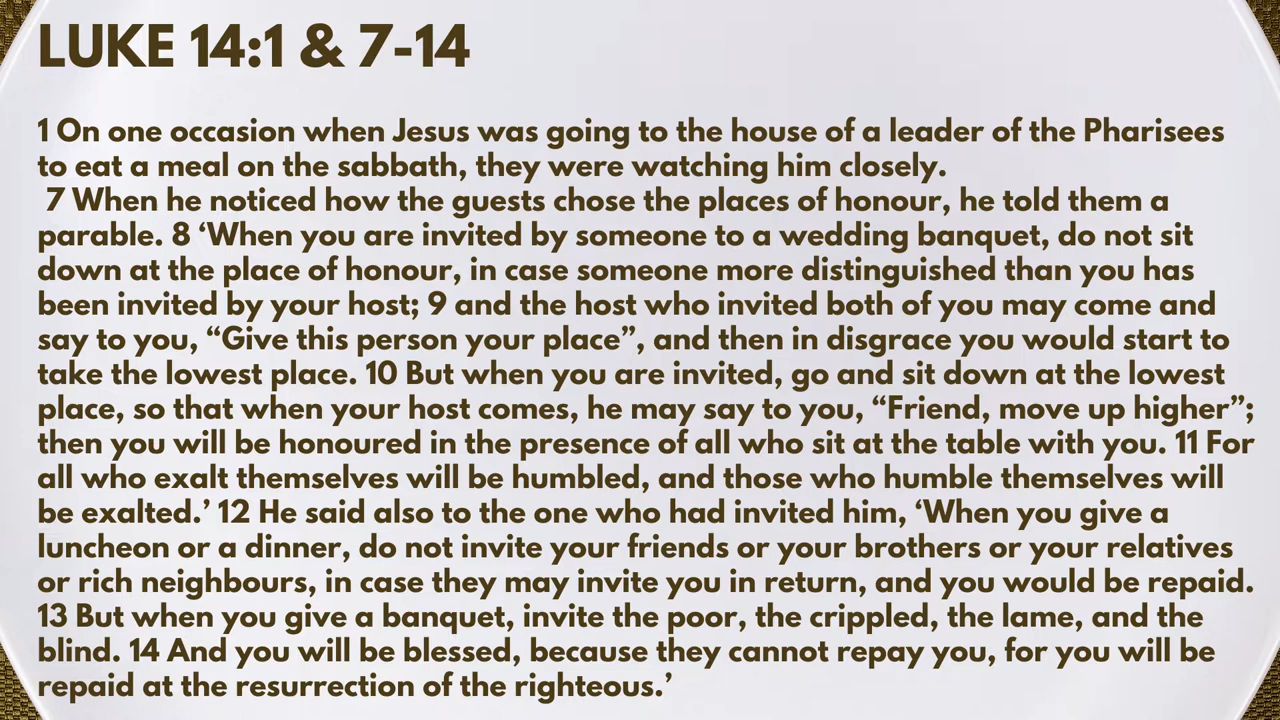 LUKE 14:1 & 7-14
1 On one occasion when Jesus was going to the house of a leader of the Pharisees
to eat a meal on the sabbath, they were watching him closely.
7 When he noticed how the guests chose the places of honour, he told them a
parable. 8 ‘When you are invited by someone to a wedding banquet, do not sit
down at the place of honour, in case someone more distinguished than you has
been invited by your host; 9 and the host who invited both of you may come and
say to you, “Give this person your place”, and then in disgrace you would start to
take the lowest place. 10 But when you are invited, go and sit down at the lowest
place, so that when your host comes, he may say to you, “Friend, move up higher”;
then you will be honoured in the presence of all who sit at the table with you. 11 For
all who exalt themselves will be humbled, and those who humble themselves will
be exalted.’ 12 He said also to the one who had invited him, ‘When you give a
luncheon or a dinner, do not invite your friends or your brothers or your relatives
or rich neighbours, in case they may invite you in return, and you would be repaid.
13 But when you give a banquet, invite the poor, the crippled, the lame, and the
blind. 14 And you will be blessed, because they cannot repay you, for you will be
repaid at the resurrection of the righteous.’